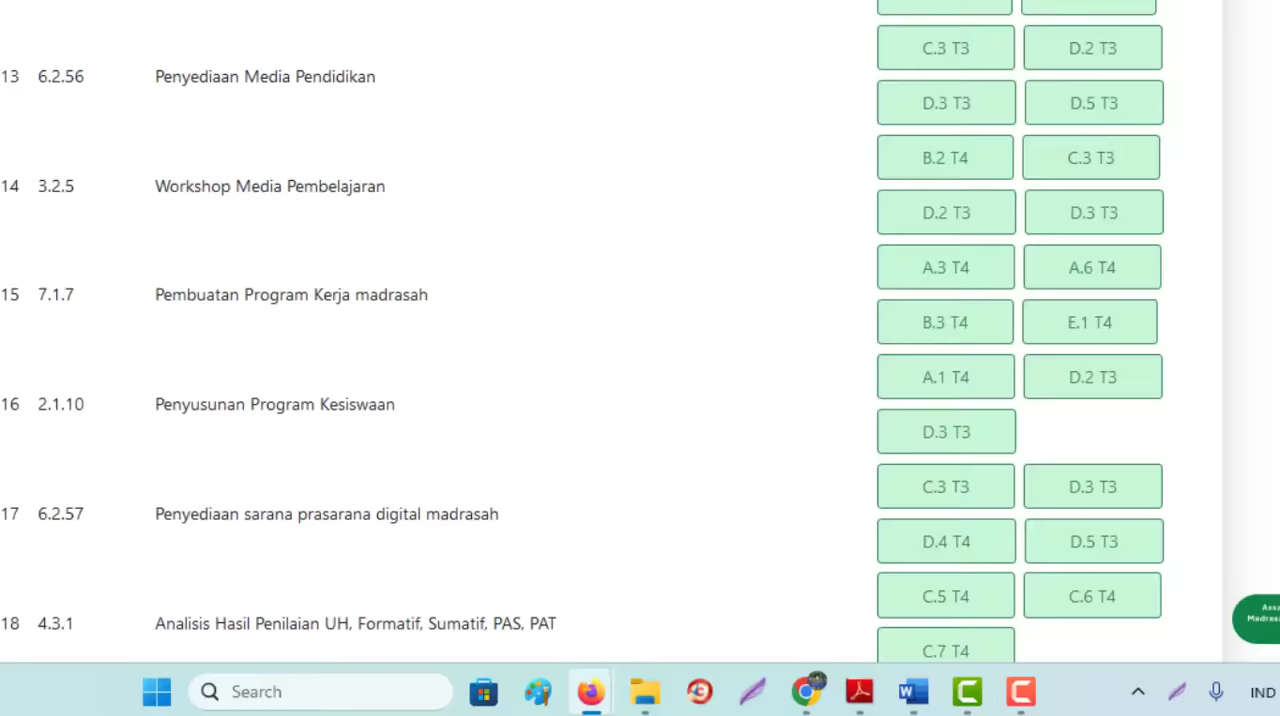 C.3 T3 D.2 T3
13 6.2.56 Penyediaan Media Pendidikan
D.3 T3 D.5 T3
B.2 T4 C.3 T3
14 3.2.5 Workshop Media Pembelajaran
D.2 T3 D.3 T3
A.3 T4 A.6 T4
15 7.1.7 Pembuatan Program Kerja madrasah
B.3 T4 E.1 T4
A.1 T4 D.2 T3
16 2.1.10 Penyusunan Program Kesiswaan
D.3 T3
C.3 T3 D.3 T3
17 6.2.57 Penyediaan sarana prasarana digital madrasah
D.4 T4 D.5 T3
C.5 T4 C.6 T4
18 4.3.1 Analisis Hasil Penilaian UH, Formatif, Sumatif, PAS, PAT
C.7 T4
Search
IND